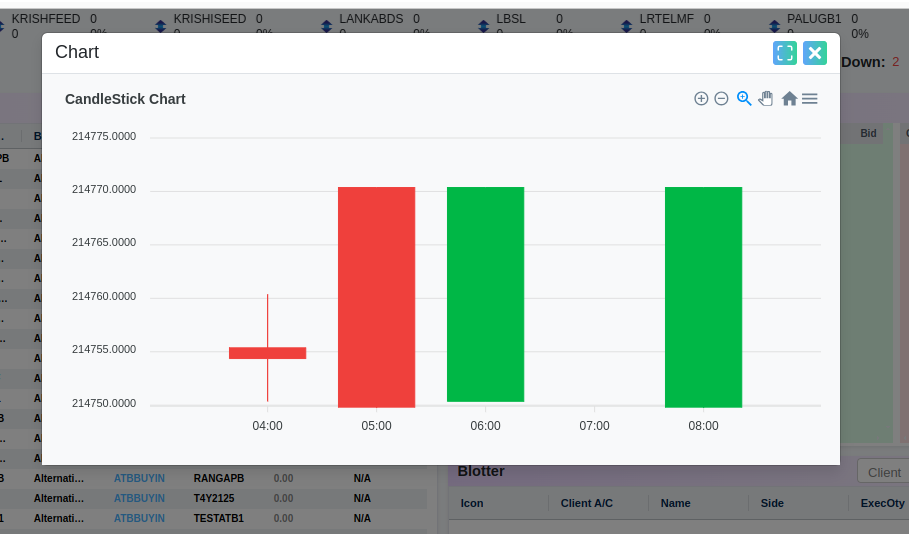 KRISHFEED 0 KRISHISEED 0 LANKABDS 0 LBSL 0 LRTELMF 0 PALUGB1 0
0 0% 0 0% 0 0% 0 0% 0 0% 0 0%
Chart
Down: 2
CandleStick Chart
214775.0000
Bid
214770.0000
214765.0000
214760.0000
214755.0000
214750.0000
04:00 05:00 06:00 07:00 08:00
Blotter
Client
Alternati... ATBBUYIN RANGAPB 0.00 N/A
Alternati... ATBBUYIN T4Y2125 0.00 N/A
Alternati... ATBBUYIN TESTATB1 0.00 N/A
Icon Client A/C Name Side ExecQty